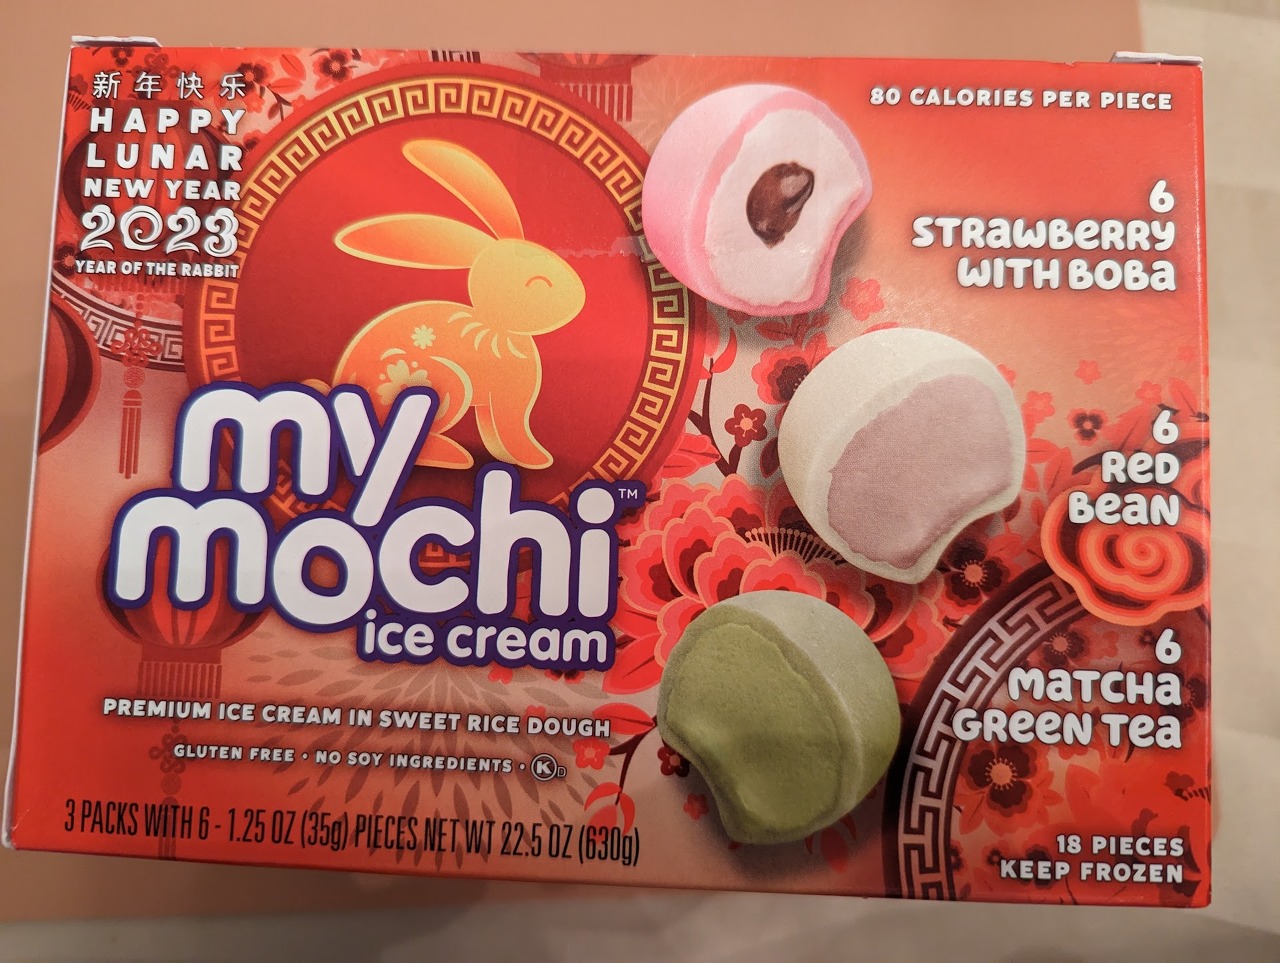 新年快乐
HAPPY
LUNAR
NEW YEAR
2023
YEAR OF THE RABBIT
my
mochi™
ice cream
PREMIUM ICE CREAM IN SWEET RICE DOUGH
GLUTEN FREE • NO SOY INGREDIENTS • K D
3 PACKS WITH 6 - 1.25 OZ (35g) PIECES NET WT 22.5 OZ (630g)
80 CALORIES PER PIECE
6
STRAWBERRY
WITH BOBA
6
RED
BEAN
6
MATCHA
GREEN TEA
18 PIECES
KEEP FROZEN